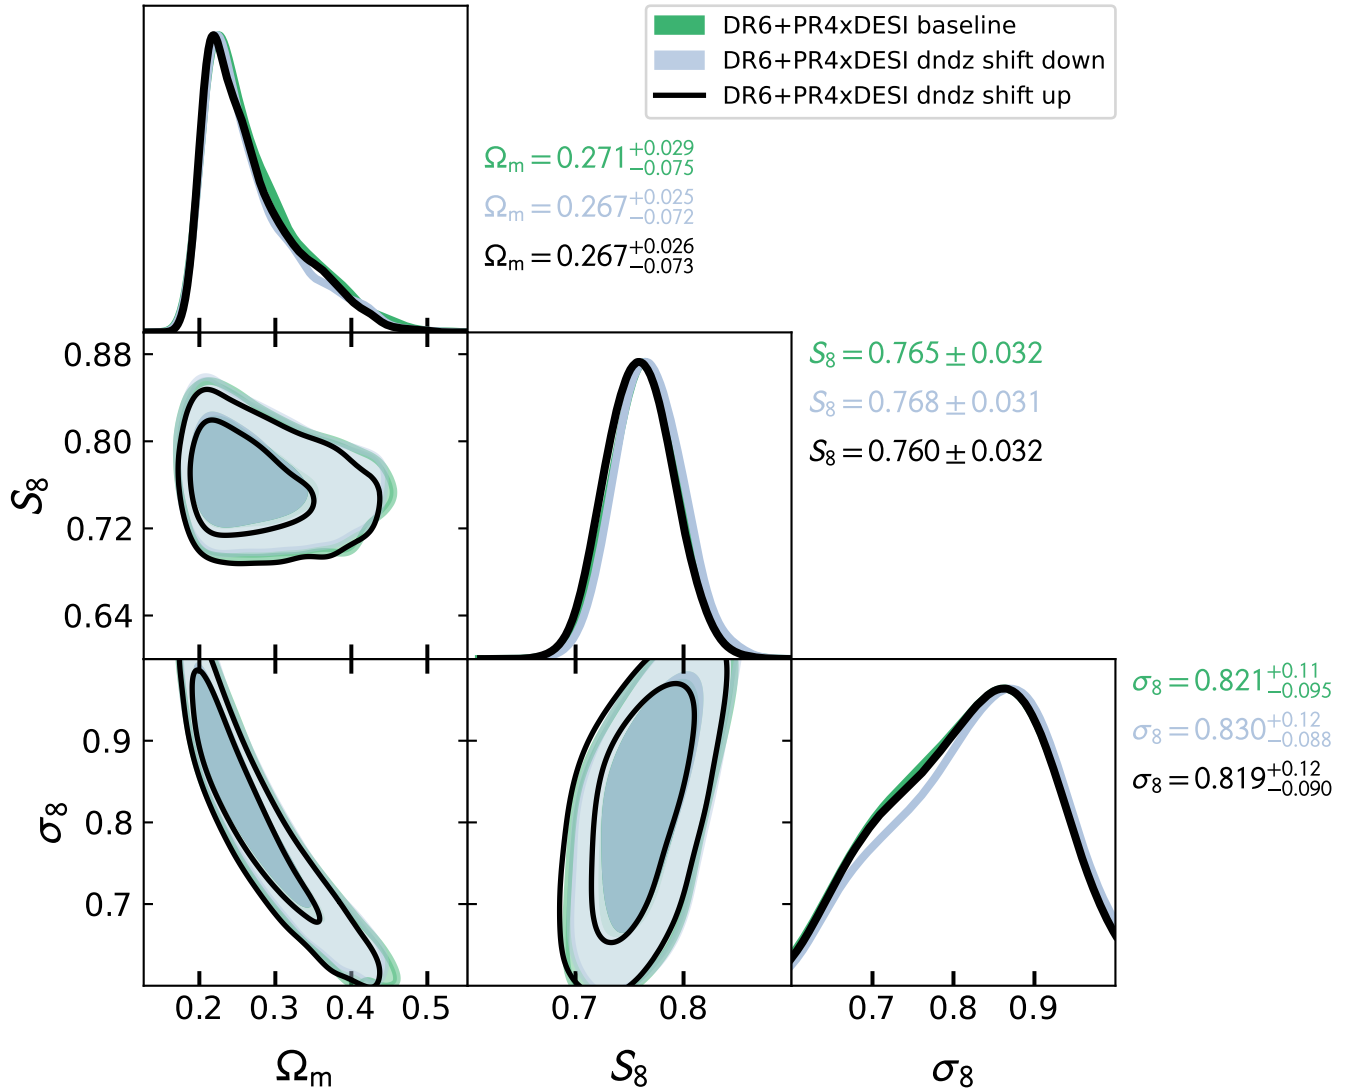 DR6+PR4xDESI baseline
DR6+PR4xDESI dndz shift down
DR6+PR4xDESI dndz shift up
Ωm = 0.271 +0.029 −0.075
Ωm = 0.267 +0.025 −0.072
Ωm = 0.267 +0.026 −0.073
S8 = 0.765 ± 0.032
S8 = 0.768 ± 0.031
S8 = 0.760 ± 0.032
0.88
0.80
0.72
0.64
S8
σ8 = 0.821 +0.11 −0.095
σ8 = 0.830 +0.12 −0.088
σ8 = 0.819 +0.12 −0.090
0.9
0.8
0.7
σ8
0.2 0.3 0.4 0.5 0.7 0.8 0.7 0.8 0.9
Ωm S8 σ8